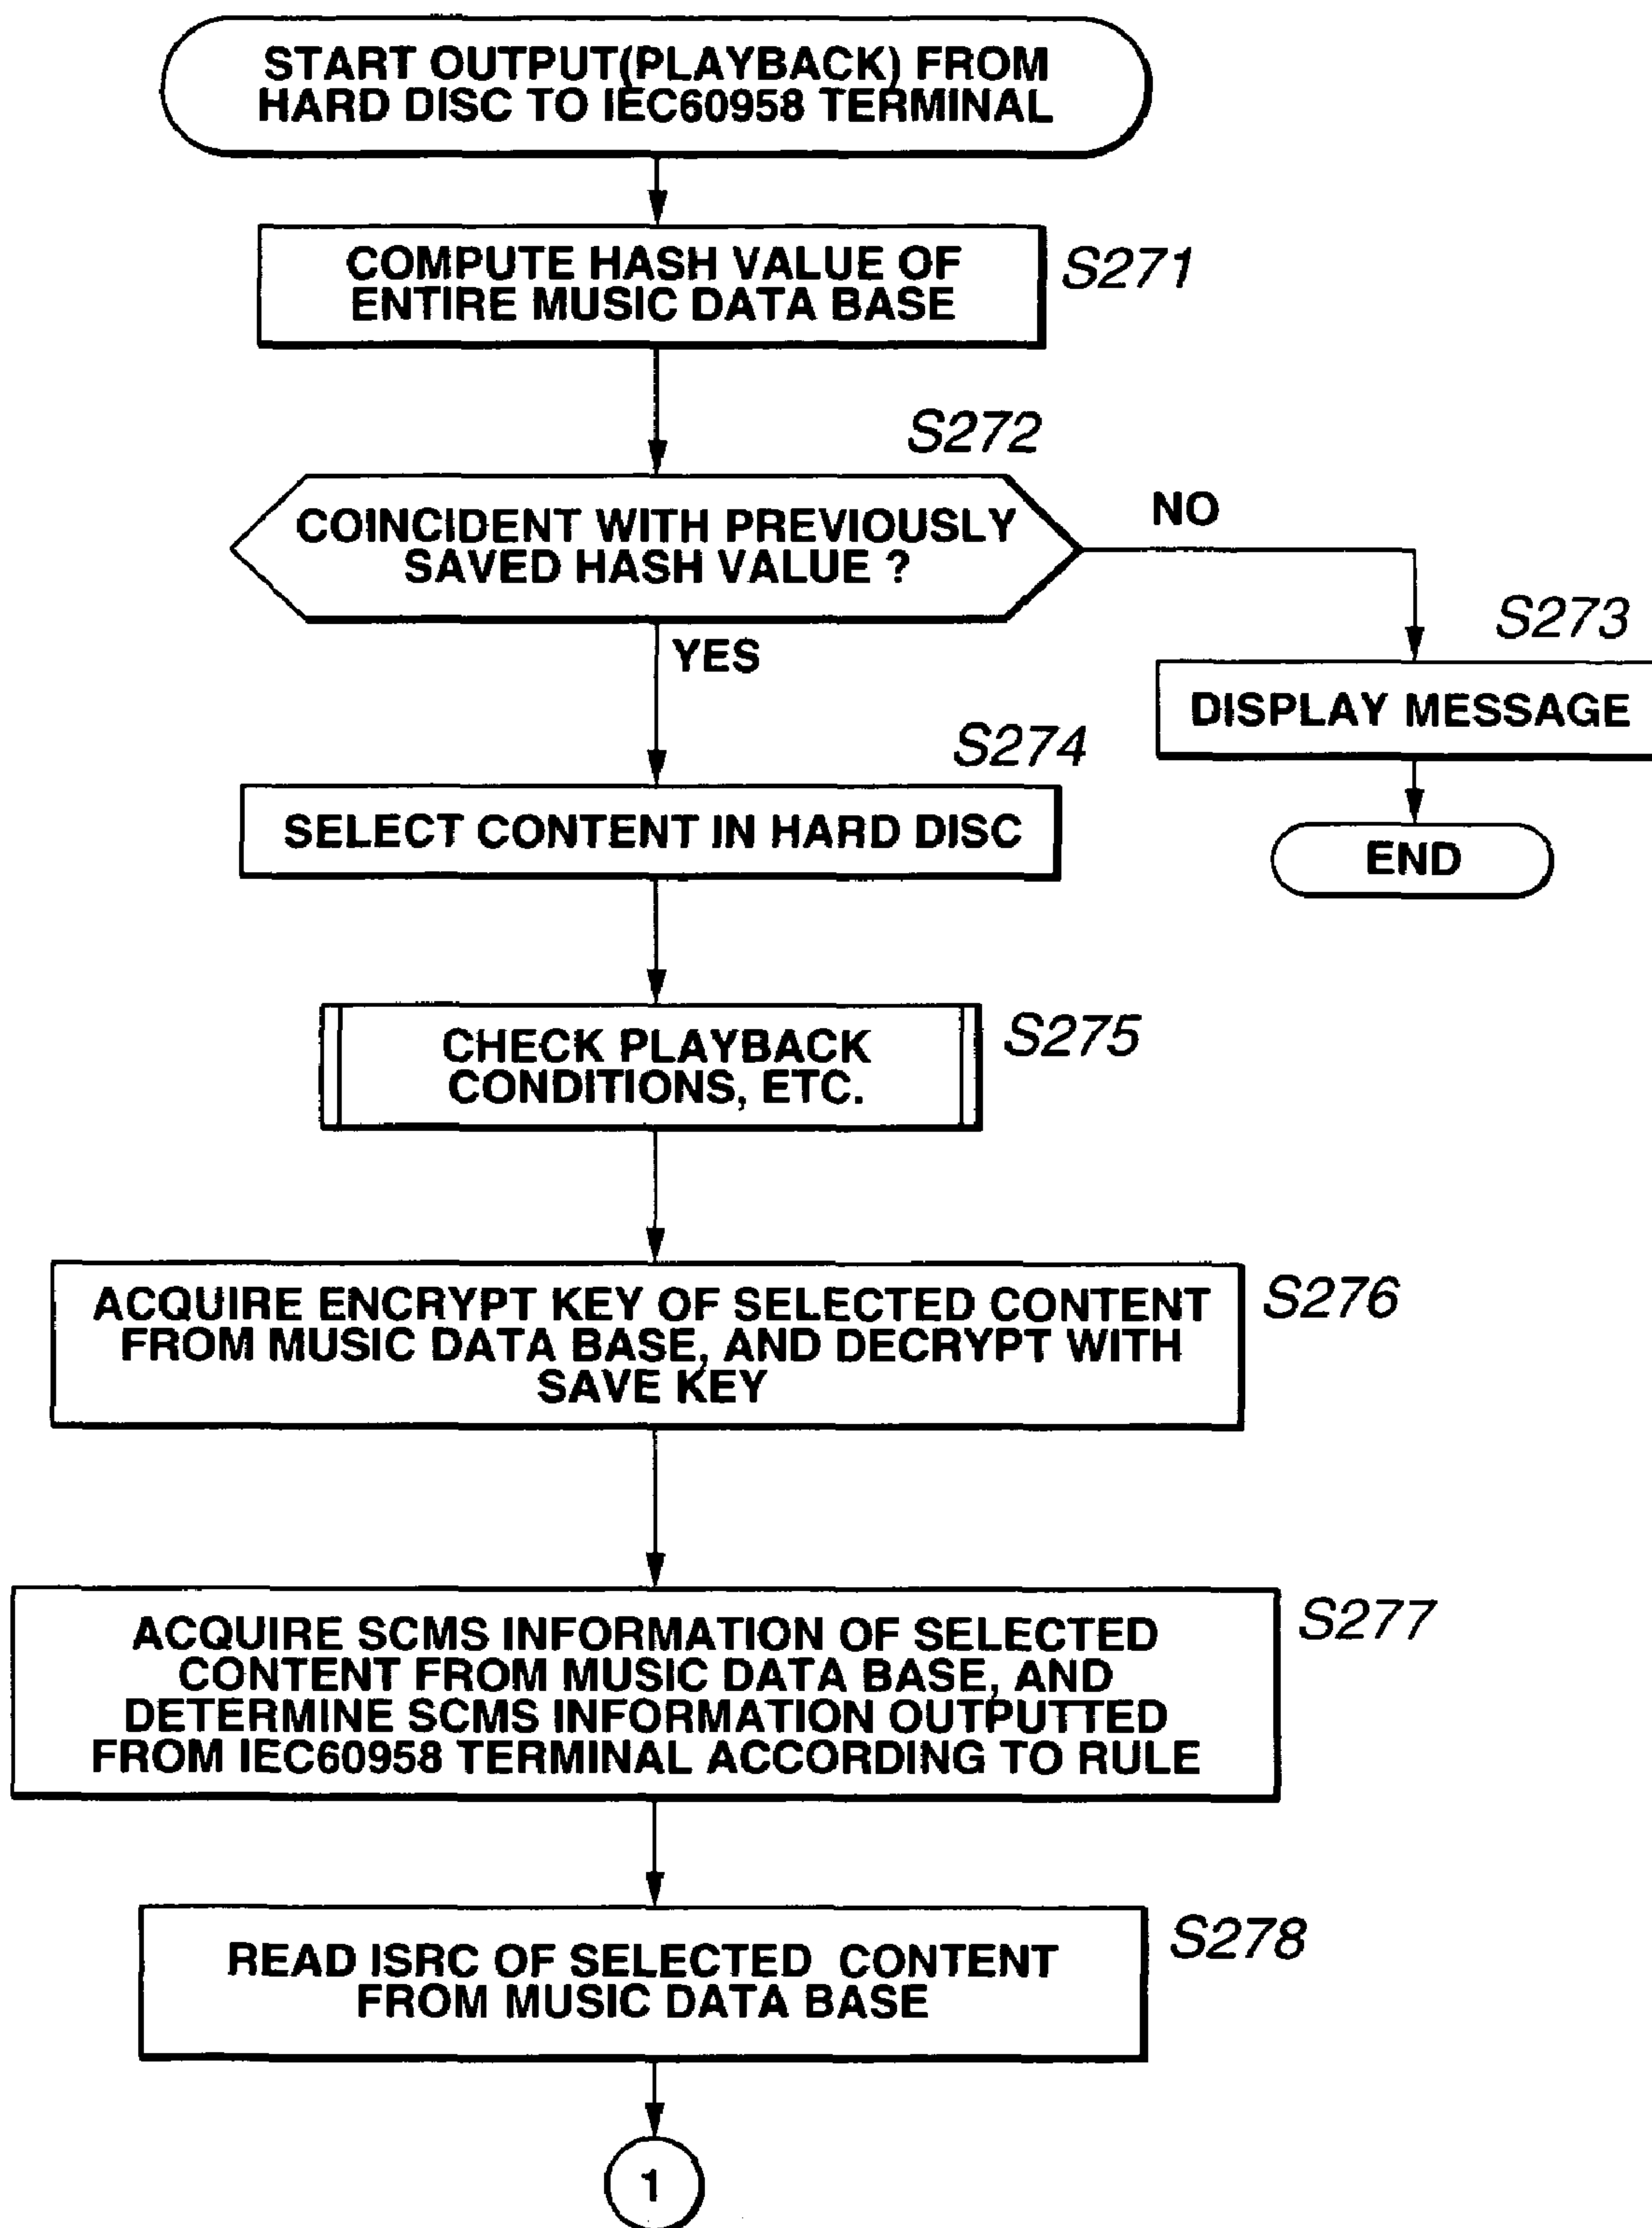 START OUTPUT(PLAYBACK) FROM
HARD DISC TO IEC60958 TERMINAL
COMPUTE HASH VALUE OF
ENTIRE MUSIC DATA BASE
S271
S272
COINCIDENT WITH PREVIOUSLY
SAVED HASH VALUE ?
NO
YES
S273
DISPLAY MESSAGE
END
S274
SELECT CONTENT IN HARD DISC
CHECK PLAYBACK
CONDITIONS, ETC.
S275
ACQUIRE ENCRYPT KEY OF SELECTED CONTENT
FROM MUSIC DATA BASE, AND DECRYPT WITH
SAVE KEY
S276
ACQUIRE SCMS INFORMATION OF SELECTED
CONTENT FROM MUSIC DATA BASE, AND
DETERMINE SCMS INFORMATION OUTPUTTED
FROM IEC60958 TERMINAL ACCORDING TO RULE
S277
READ ISRC OF SELECTED CONTENT
FROM MUSIC DATA BASE
S278
1